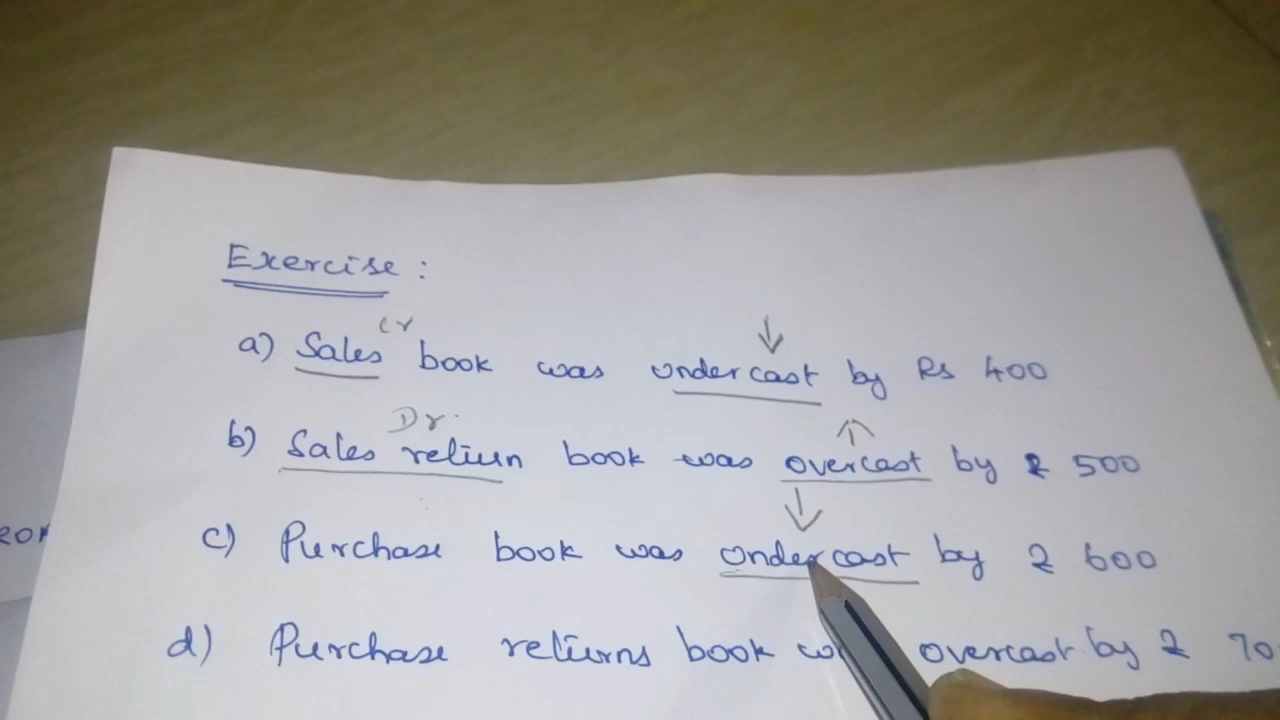 Exercise :
cr
a) Sales book was undercast by Rs 400
Dr.
b) Sales return book was overcast by ₹ 500
c) Purchase book was undercast by ₹ 600
d) Purchase returns book overcast by ₹